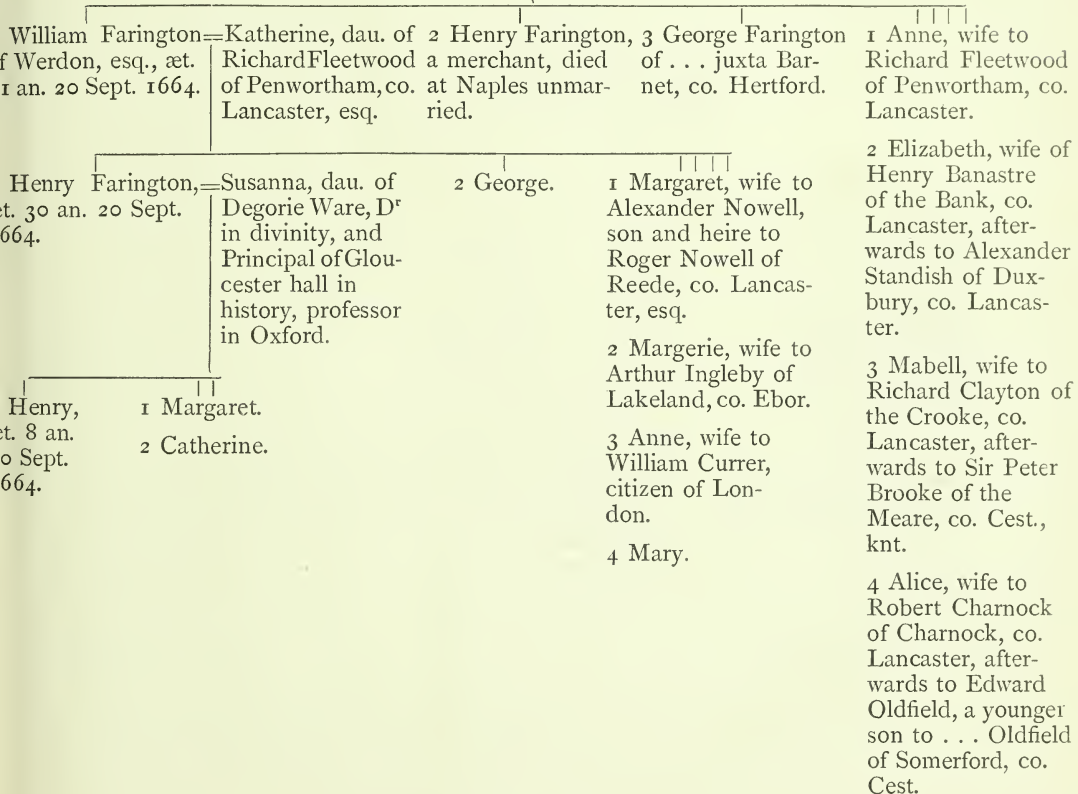 William Farington=Katherine, dau. of
f Werdon, esq., æt. Richard Fleetwood
1 an. 20 Sept. 1664. of Penwortham, co.
Lancaster, esq.
2 Henry Farington,
a merchant, died
at Naples unmar-
ried.
3 George Farington
of . . . juxta Bar-
net, co. Hertford.
1 Anne, wife to
Richard Fleetwood
of Penwortham, co.
Lancaster.
2 Elizabeth, wife of
Henry Banastre
of the Bank, co.
Lancaster, after-
wards to Alexander
Standish of Dux-
bury, co. Lancas-
ter.
3 Mabell, wife to
Richard Clayton of
the Crooke, co.
Lancaster, after-
wards to Sir Peter
Brooke of the
Meare, co. Cest.,
knt.
4 Alice, wife to
Robert Charnock
of Charnock, co.
Lancaster, after-
wards to Edward
Oldfield, a younger
son to . . . Oldfield
of Somerford, co.
Cest.
Henry Farington,=Susanna, dau. of
t. 30 an. 20 Sept. Degorie Ware, Dr
664. in divinity, and
Principal of Glou-
cester hall in
history, professor
in Oxford.
2 George.
1 Margaret, wife to
Alexander Nowell,
son and heire to
Roger Nowell of
Reede, co. Lancas-
ter, esq.
2 Margerie, wife to
Arthur Ingleby of
Lakeland, co. Ebor.
3 Anne, wife to
William Currer,
citizen of Lon-
don.
4 Mary.
Henry,
t. 8 an.
0 Sept.
664.
1 Margaret.
2 Catherine.